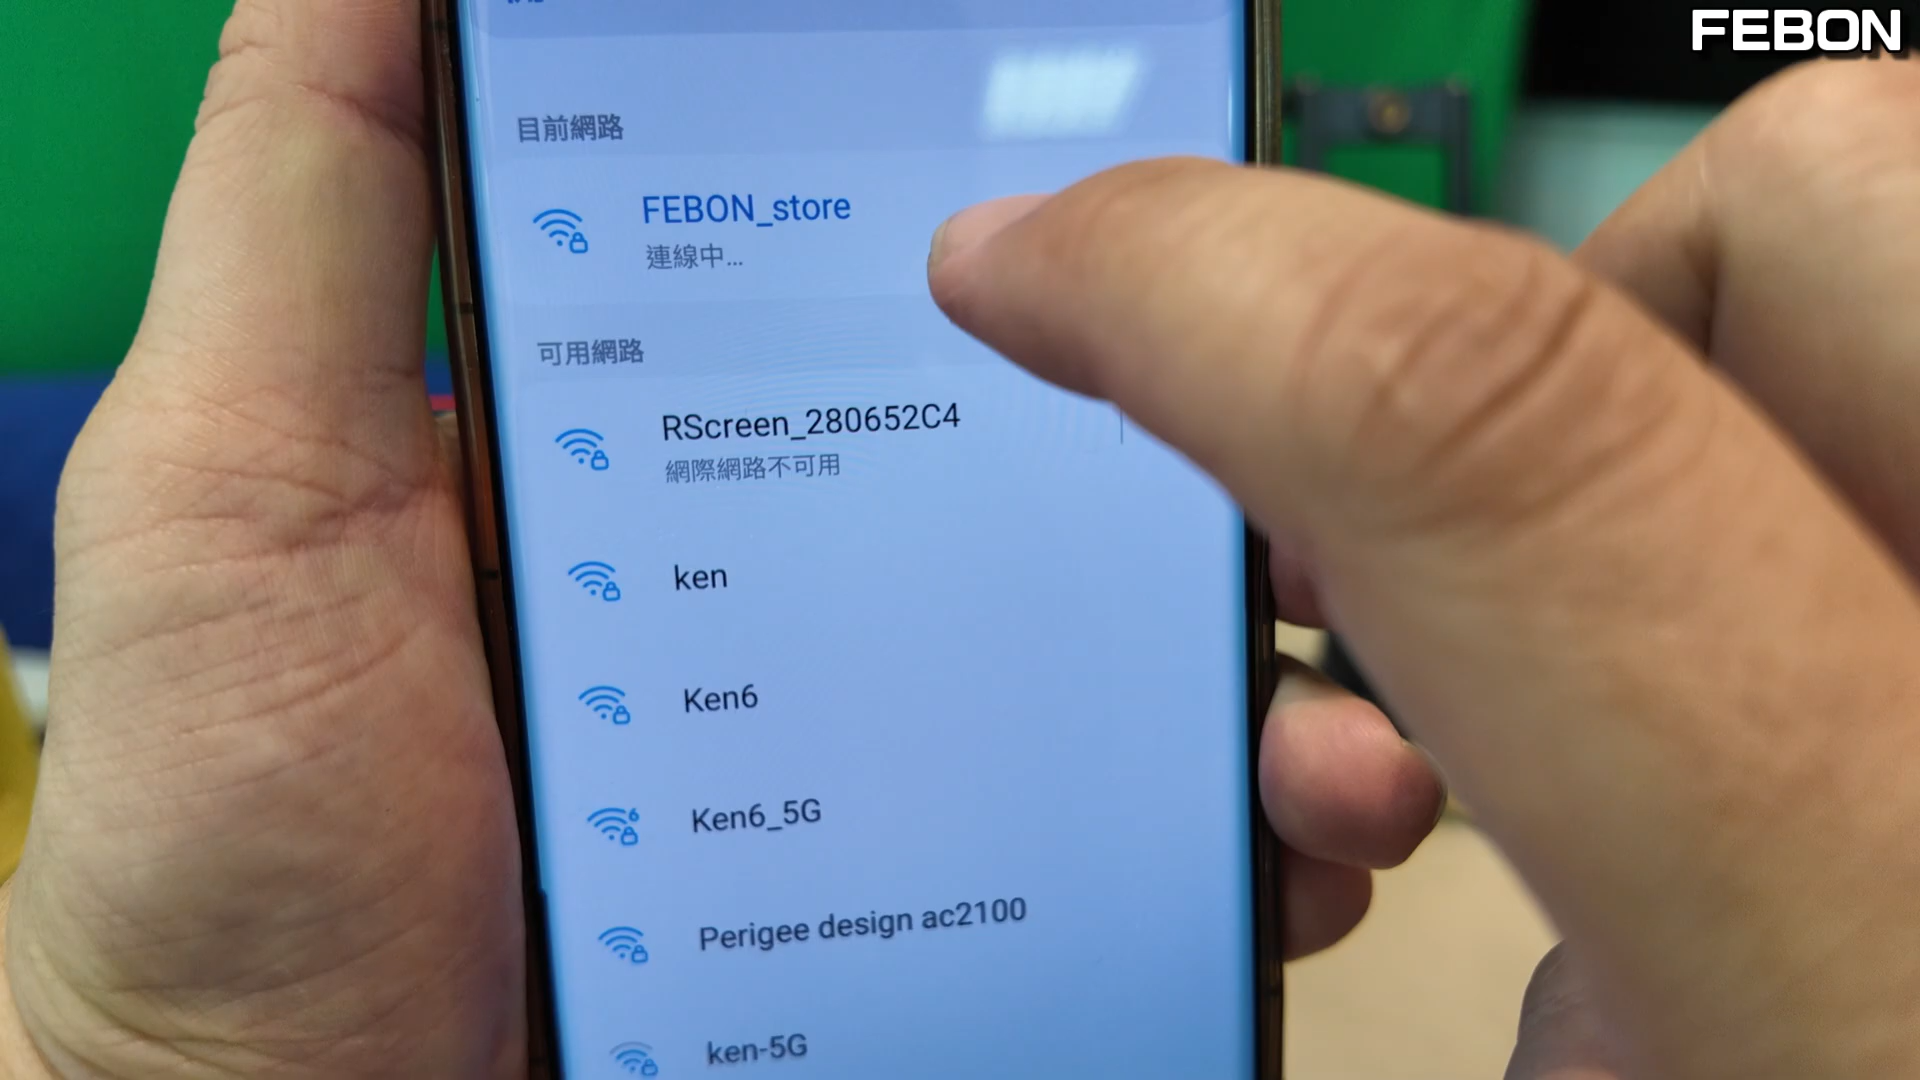 FEBON
目前網路
FEBON_store
連線中...
可用網路
RScreen_280652C4
網際網路不可用
ken
Ken6
Ken6_5G
Perigee design ac2100
ken-5G